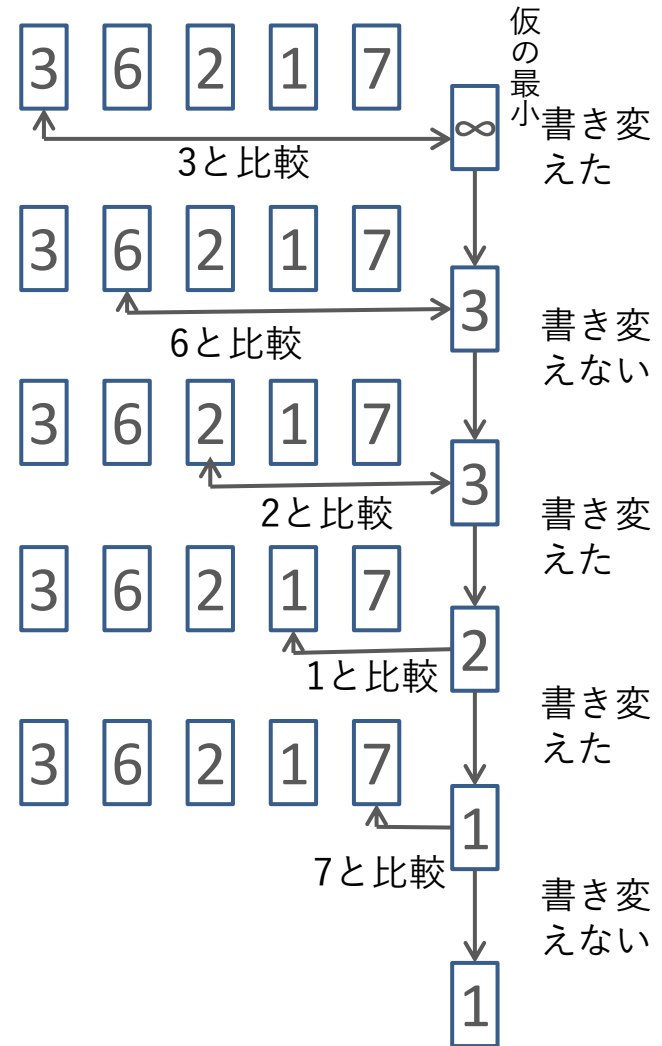 3 6 2 1 7
仮の最小
∞
書き変
えた
3と比較
3 6 2 1 7
3
6と比較
書き変
えない
3 6 2 1 7
3
2と比較
書き変
えた
3 6 2 1 7
2
1と比較
書き変
えた
3 6 2 1 7
1
7と比較
書き変
えない
1